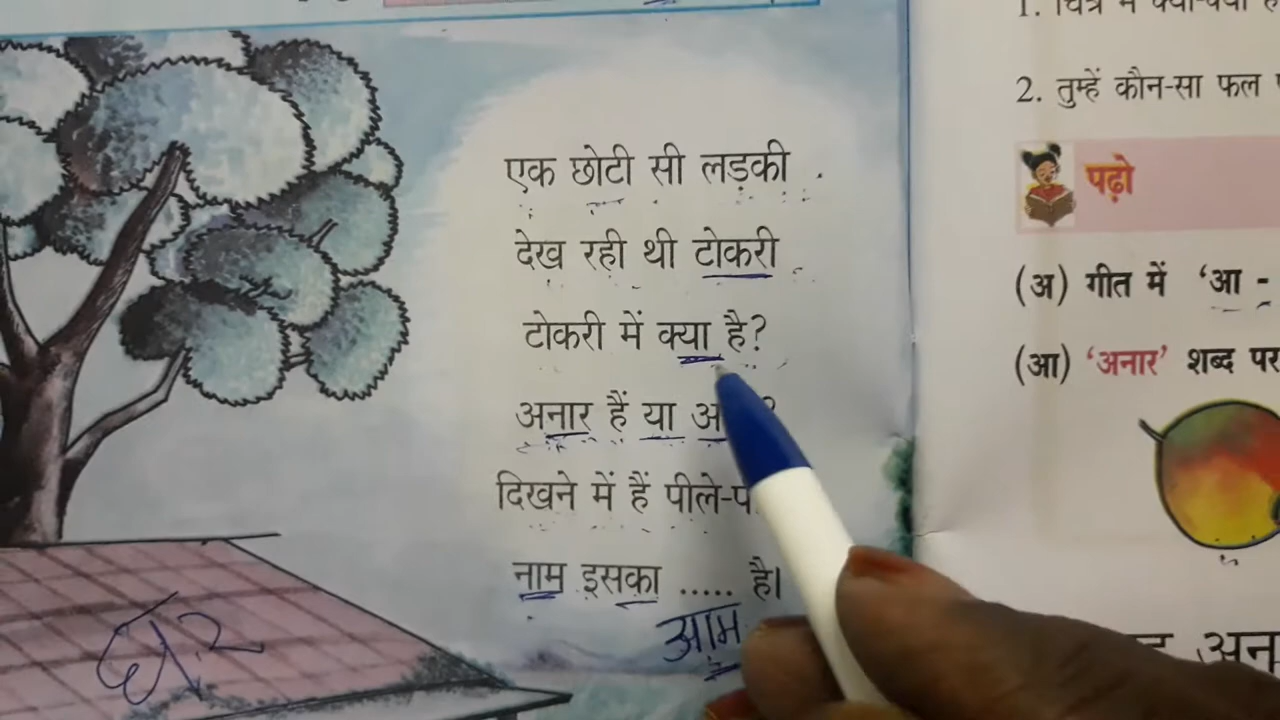 एक छोटी सी लड़की
देख रही थी टोकरी
टोकरी में क्या है?
अनार हैं या
दिखने में हैं पीले-
नाम इसका ..... है।
आम
1. चित्र में क्या-क्या
2. तुम्हें कौन-सा फल
पढ़ो
(अ) गीत में ‘आ -
(आ) ‘अनार’ शब्द पर